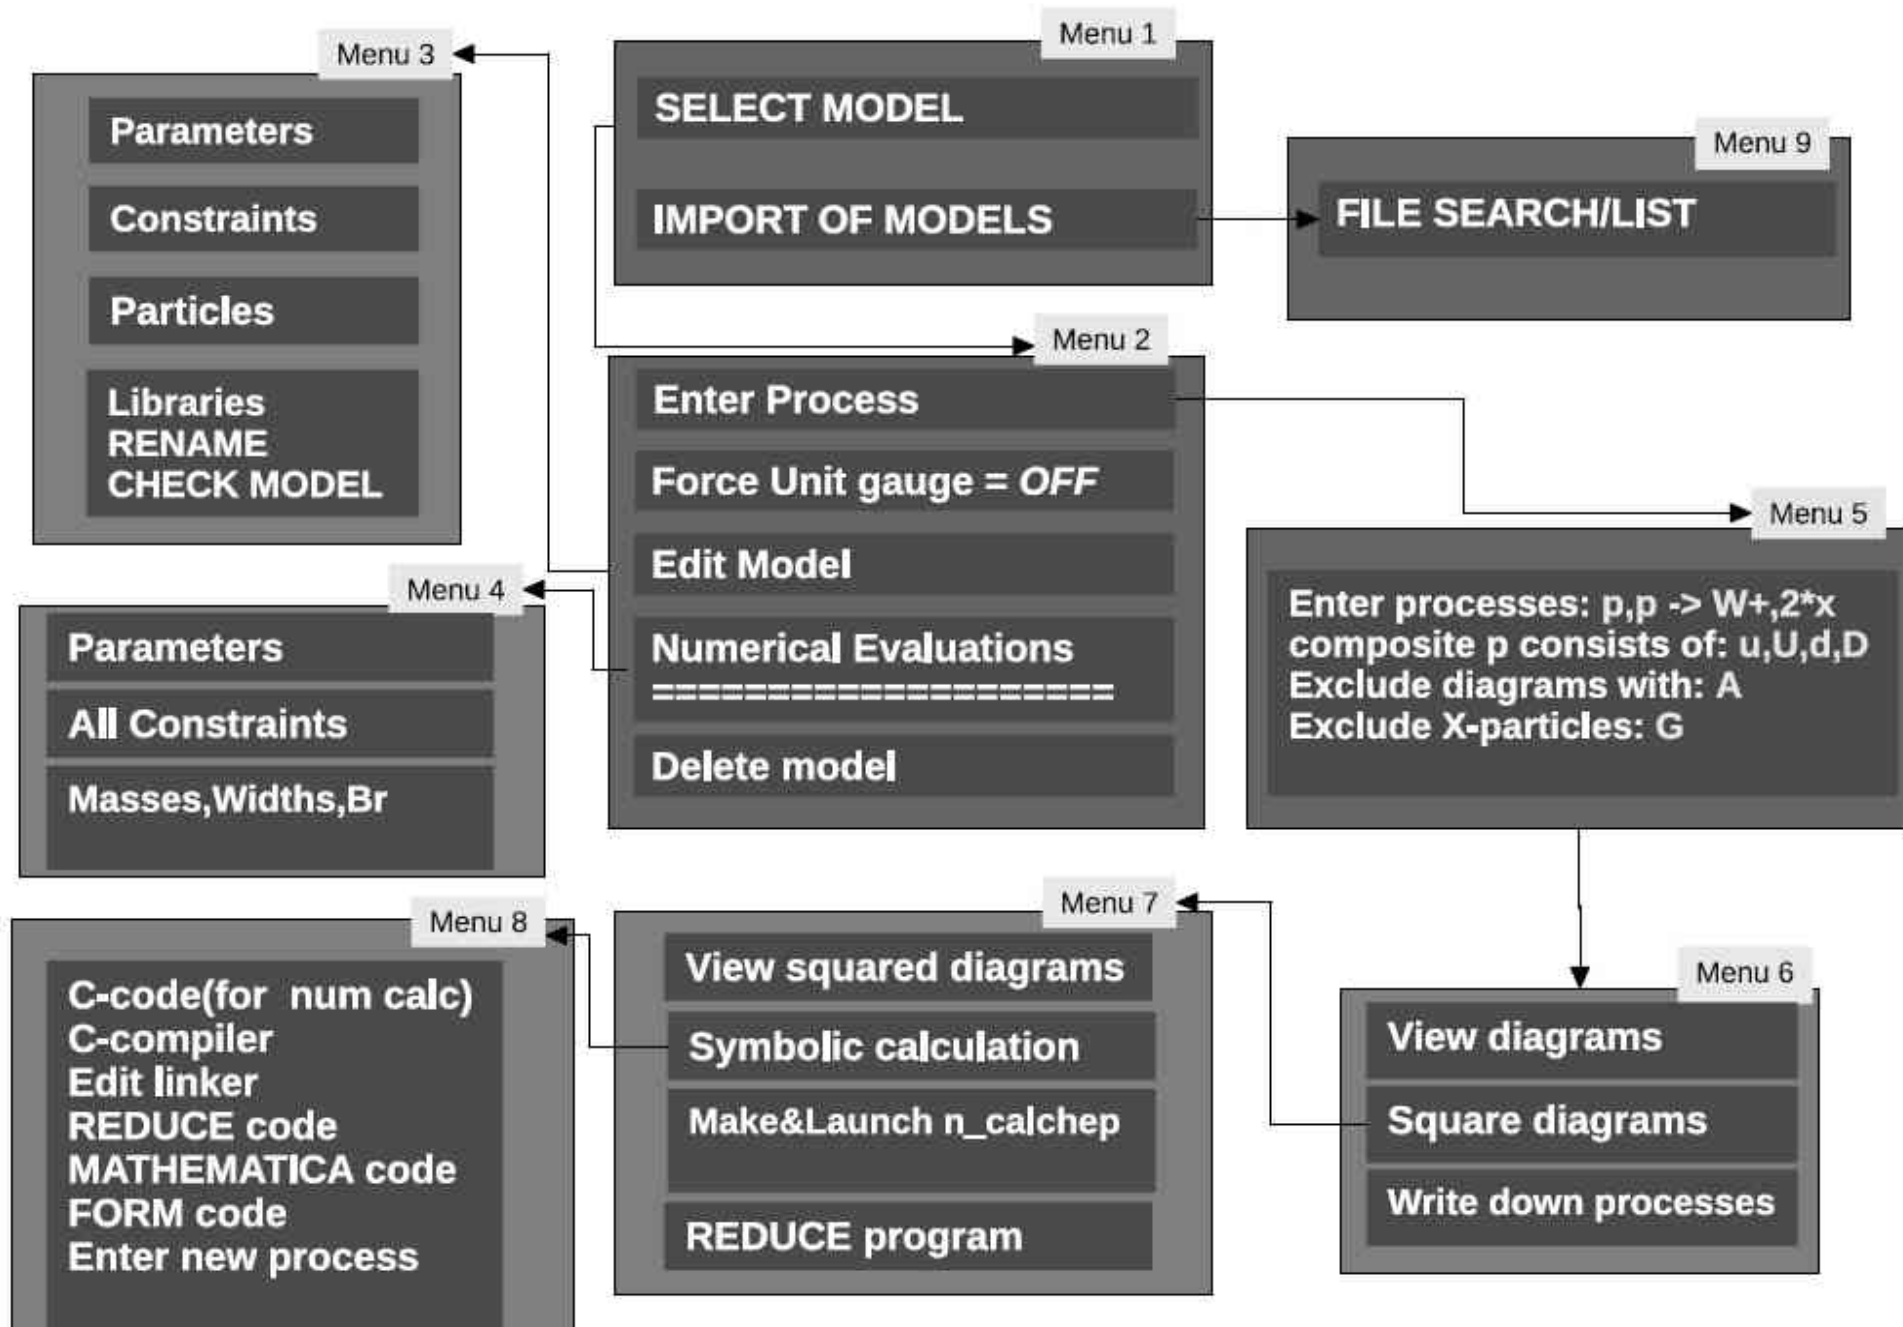 Menu 1
SELECT MODEL
IMPORT OF MODELS
Menu 9
FILE SEARCH/LIST
Menu 3
Parameters
Constraints
Particles
Libraries
RENAME
CHECK MODEL
Menu 2
Enter Process
Force Unit gauge = OFF
Edit Model
Numerical Evaluations
====================
Delete model
Menu 4
Parameters
All Constraints
Masses,Widths,Br
Menu 5
Enter processes: p,p -> W+,2*x
composite p consists of: u,U,d,D
Exclude diagrams with: A
Exclude X-particles: G
Menu 6
View diagrams
Square diagrams
Write down processes
Menu 7
View squared diagrams
Symbolic calculation
Make&Launch n_calchep
REDUCE program
Menu 8
C-code(for num calc)
C-compiler
Edit linker
REDUCE code
MATHEMATICA code
FORM code
Enter new process